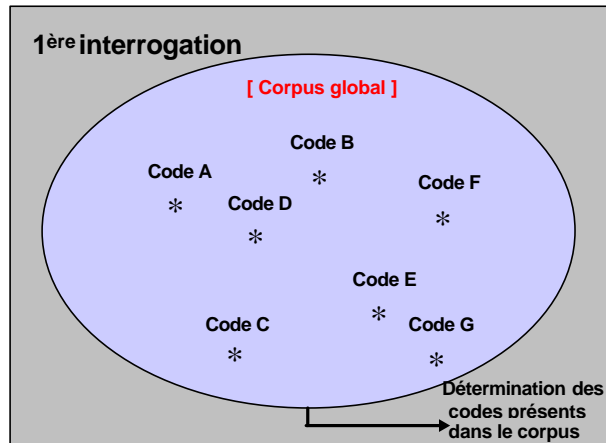 1ère interrogation
[ Corpus global ]
Code B
*
Code A
*
Code F
*
Code D
*
Code E
*
Code C
*
Code G
*
Détermination des
codes présents
dans le corpus